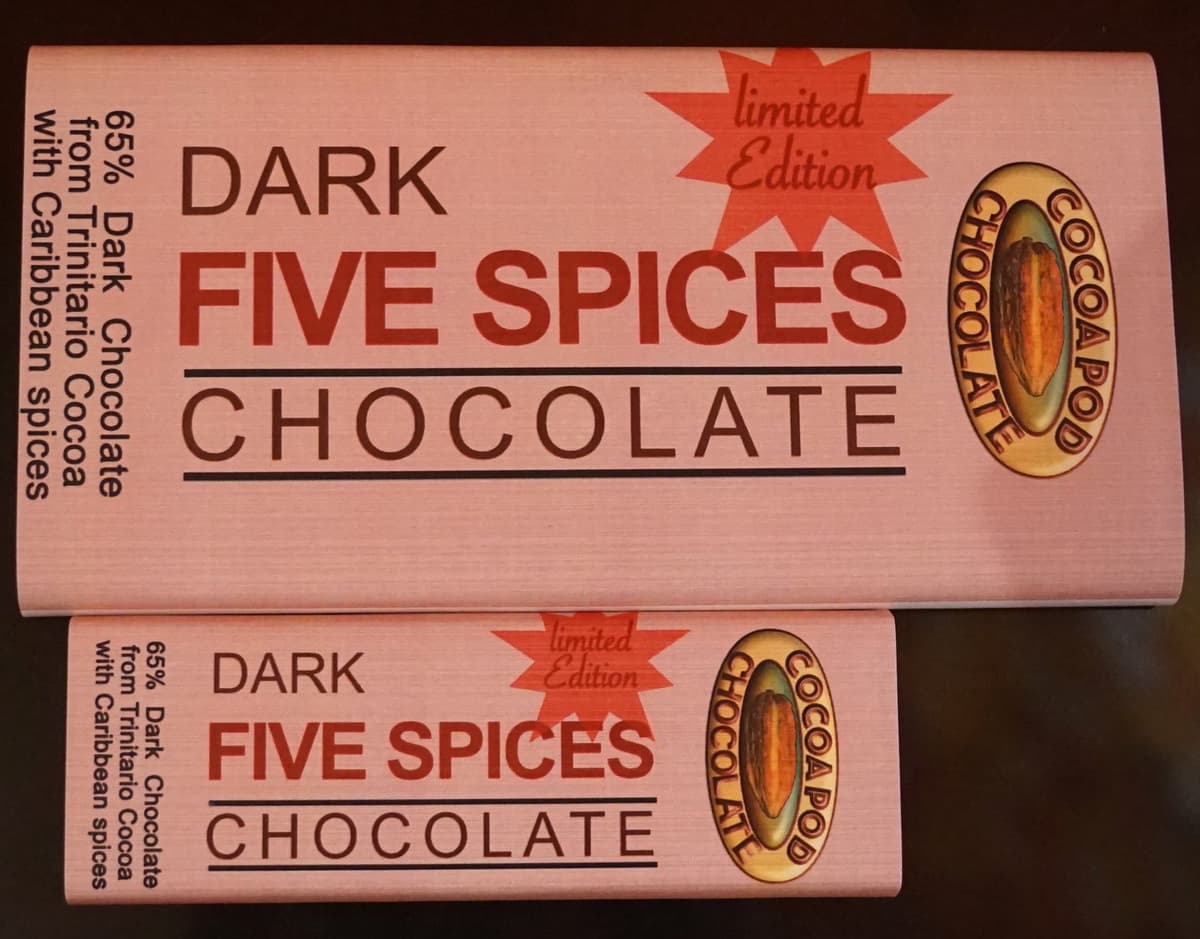 limited
Edition
DARK
FIVE SPICES
CHOCOLATE
65% Dark Chocolate
from Trinitario Cocoa
with Caribbean spices
COCOA POD
CHOCOLATE
limited
Edition
DARK
FIVE SPICES
CHOCOLATE
65% Dark Chocolate
from Trinitario Cocoa
with Caribbean spices
COCOA POD
CHOCOLATE